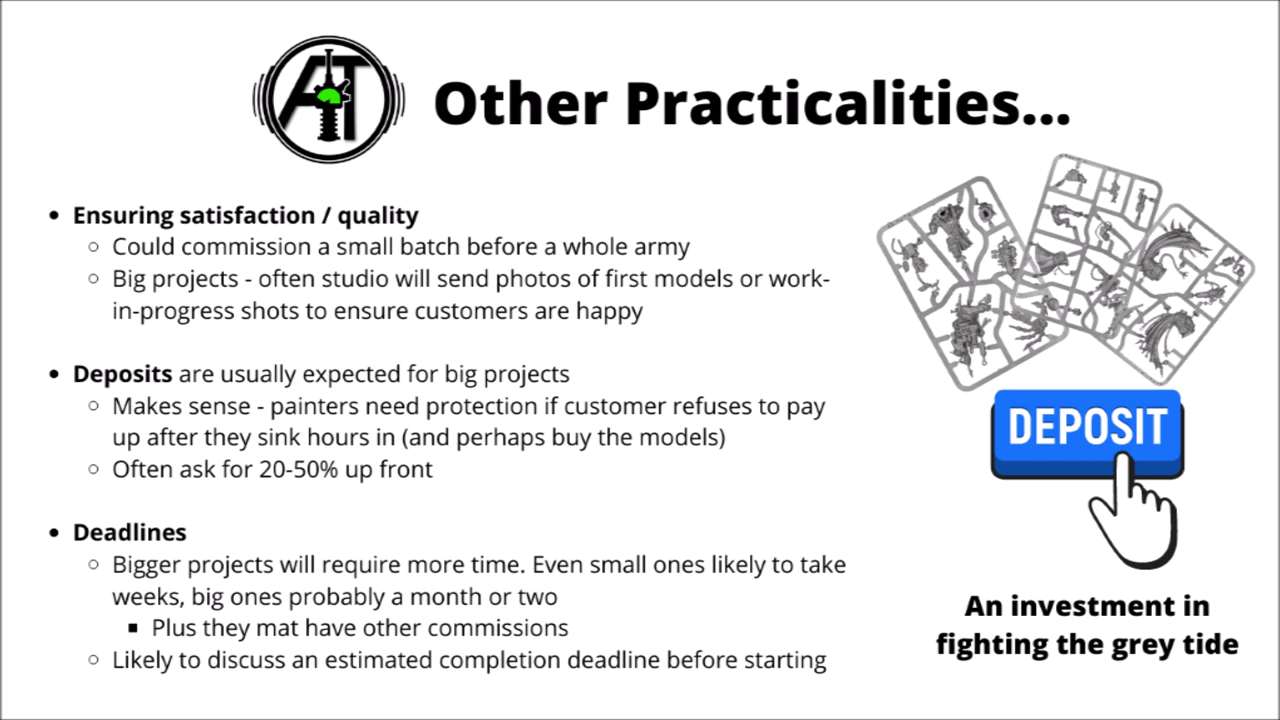 AT
Other Practicalities...
• Ensuring satisfaction / quality
○ Could commission a small batch before a whole army
○ Big projects - often studio will send photos of first models or work-
in-progress shots to ensure customers are happy
• Deposits are usually expected for big projects
○ Makes sense - painters need protection if customer refuses to pay
up after they sink hours in (and perhaps buy the models)
○ Often ask for 20-50% up front
• Deadlines
○ Bigger projects will require more time. Even small ones likely to take
weeks, big ones probably a month or two
▪ Plus they mat have other commissions
○ Likely to discuss an estimated completion deadline before starting
DEPOSIT
An investment in
fighting the grey tide